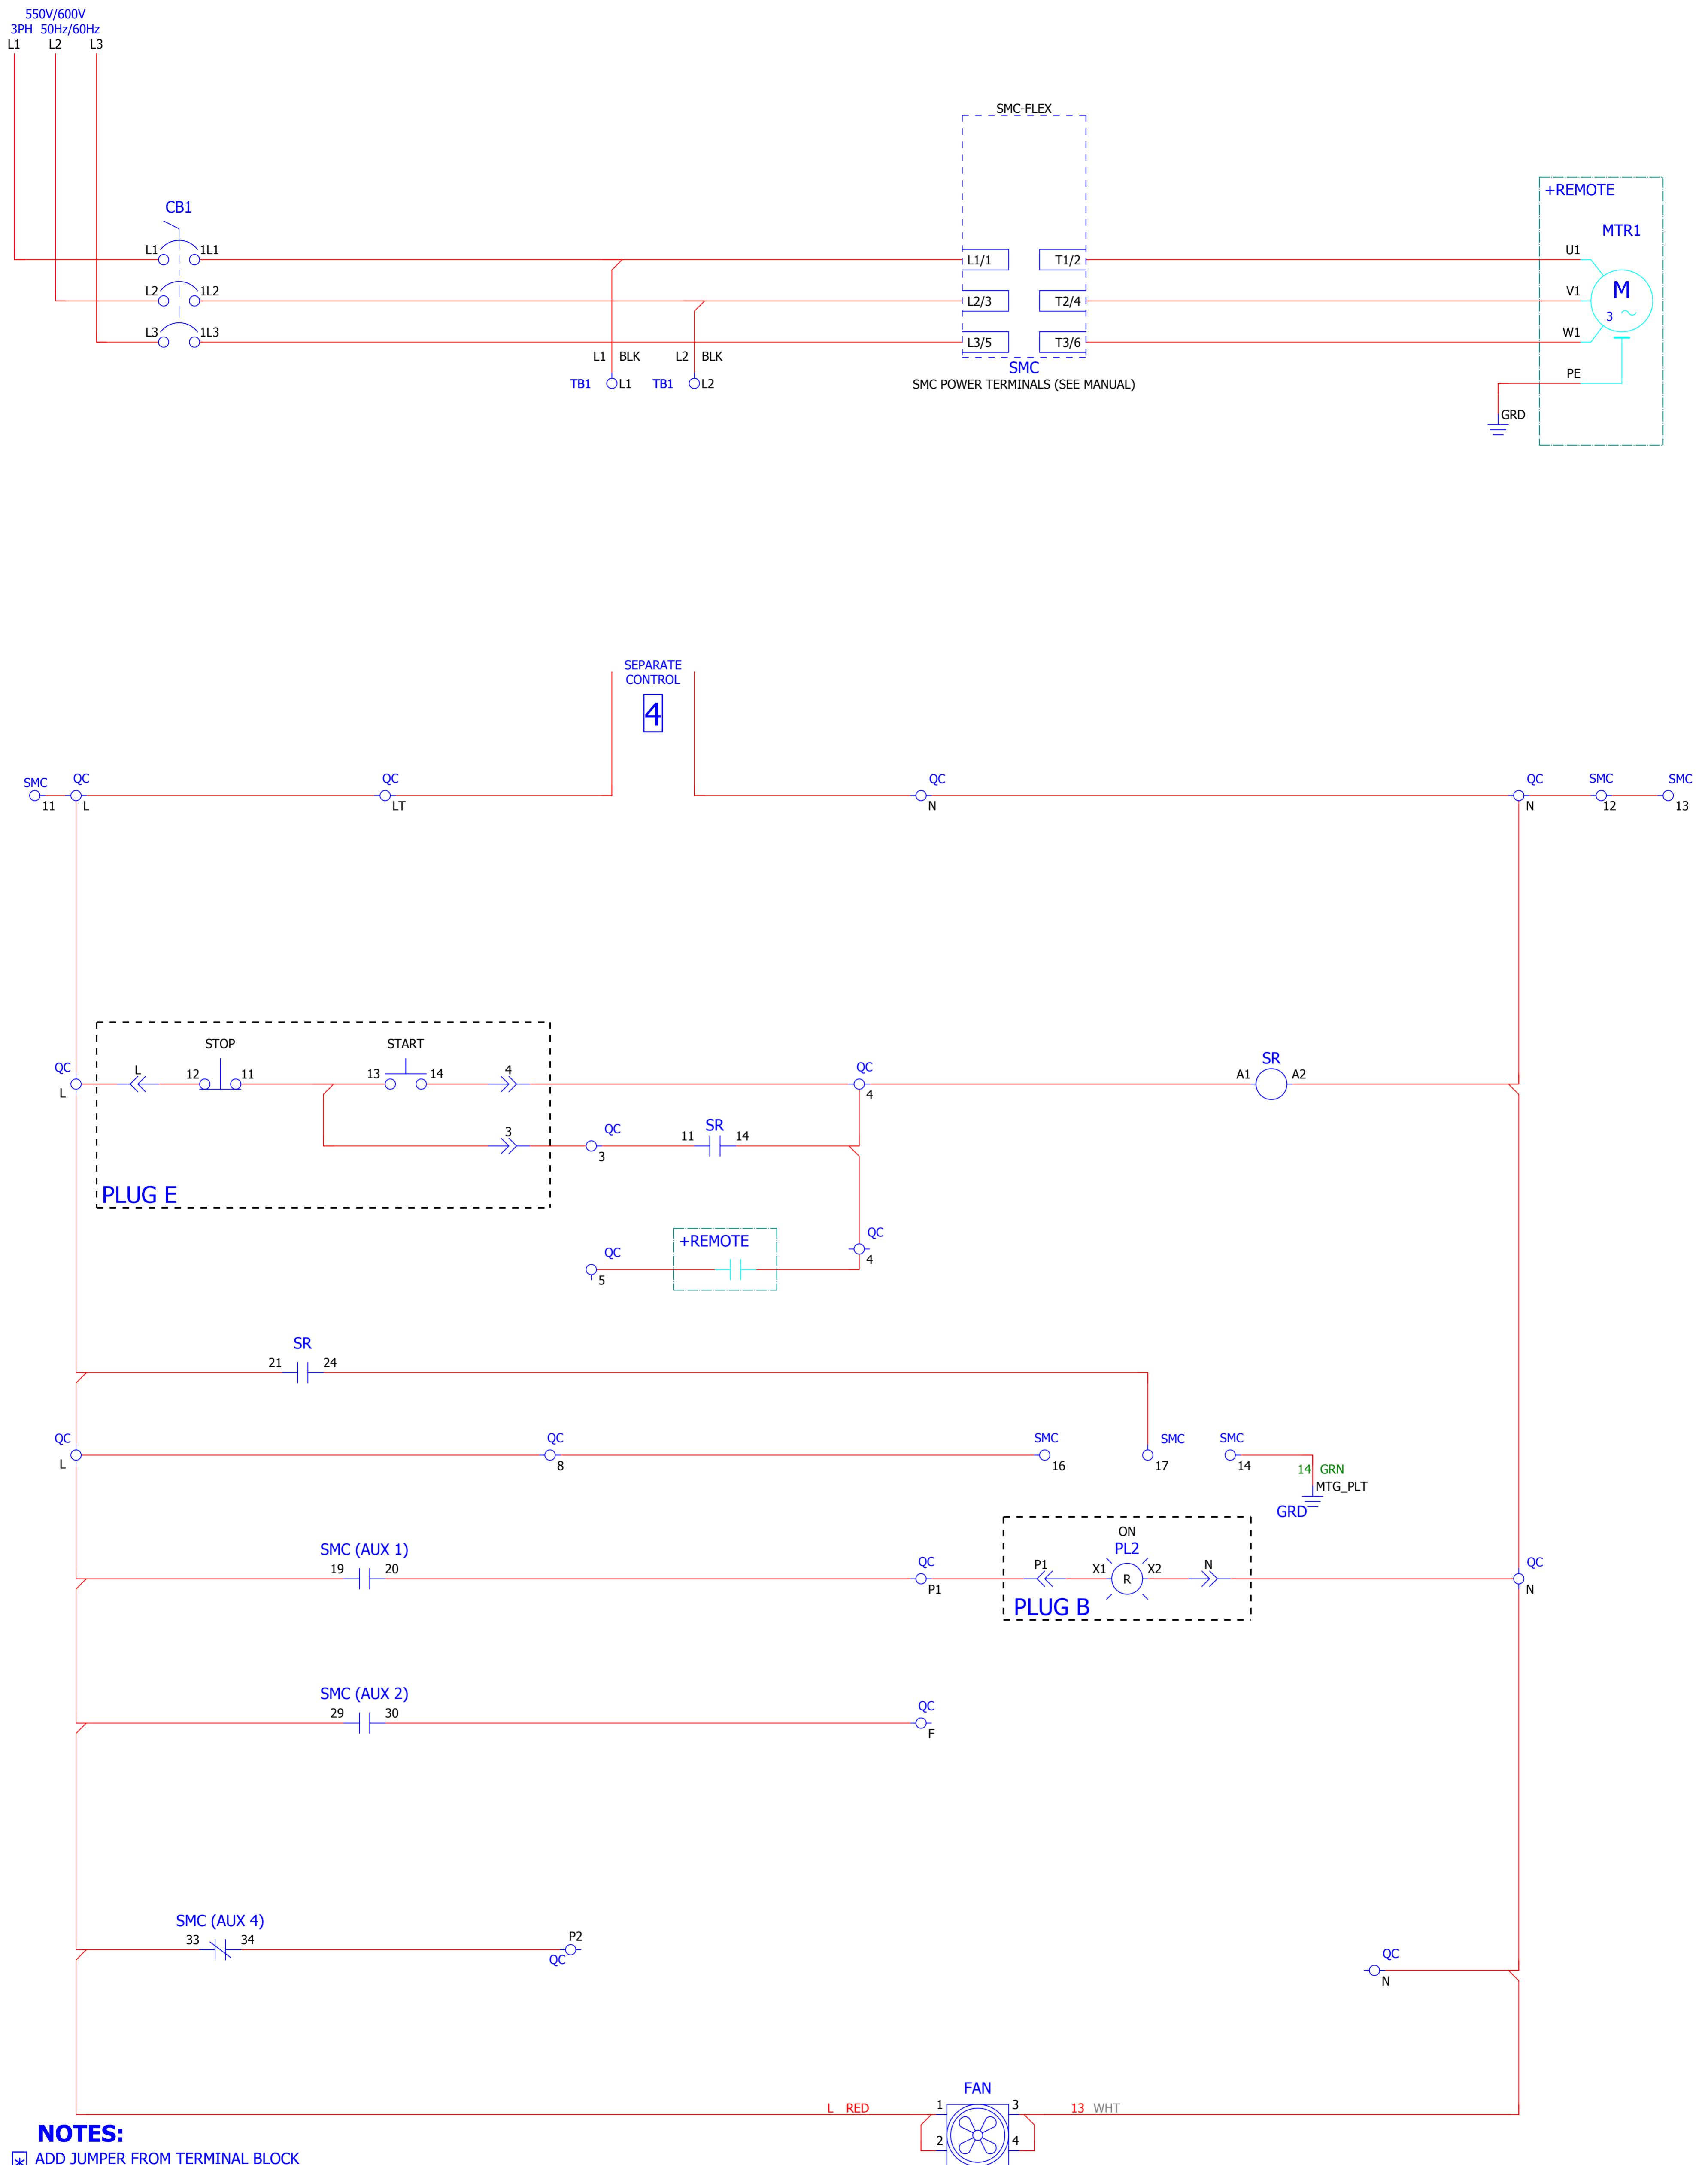 550V/600V
3PH 50Hz/60Hz
L1 L2 L3
SMC-FLEX
+REMOTE
CB1
MTR1
L1 1L1 L1/1 T1/2 U1
L2 1L2 L2/3 T2/4 V1 M
3
L3 1L3 L3/5 T3/6 W1
L1 BLK L2 BLK
SMC
TB1 L1 TB1 L2 SMC POWER TERMINALS (SEE MANUAL)
PE
GRD
SEPARATE
CONTROL
4
SMC QC QC QC QC SMC SMC
11 L LT N N 12 13
STOP START
QC L 12 11 13 14 4 QC SR
L 4 A1 A2
3 QC 11 SR 14
3
PLUG E
QC +REMOTE QC
5 4
SR
21 24
QC QC SMC SMC SMC
L 8 16 17 14
14 GRN
MTG_PLT
GRD
ON
SMC (AUX 1) PL2
19 20 QC P1 X1 R X2 N QC
P1 N
PLUG B
SMC (AUX 2)
29 30 QC
F
SMC (AUX 4)
33 34 P2
QC
QC
N
FAN
L RED 1 3 13 WHT
2 4
NOTES:
* ADD JUMPER FROM TERMINAL BLOCK